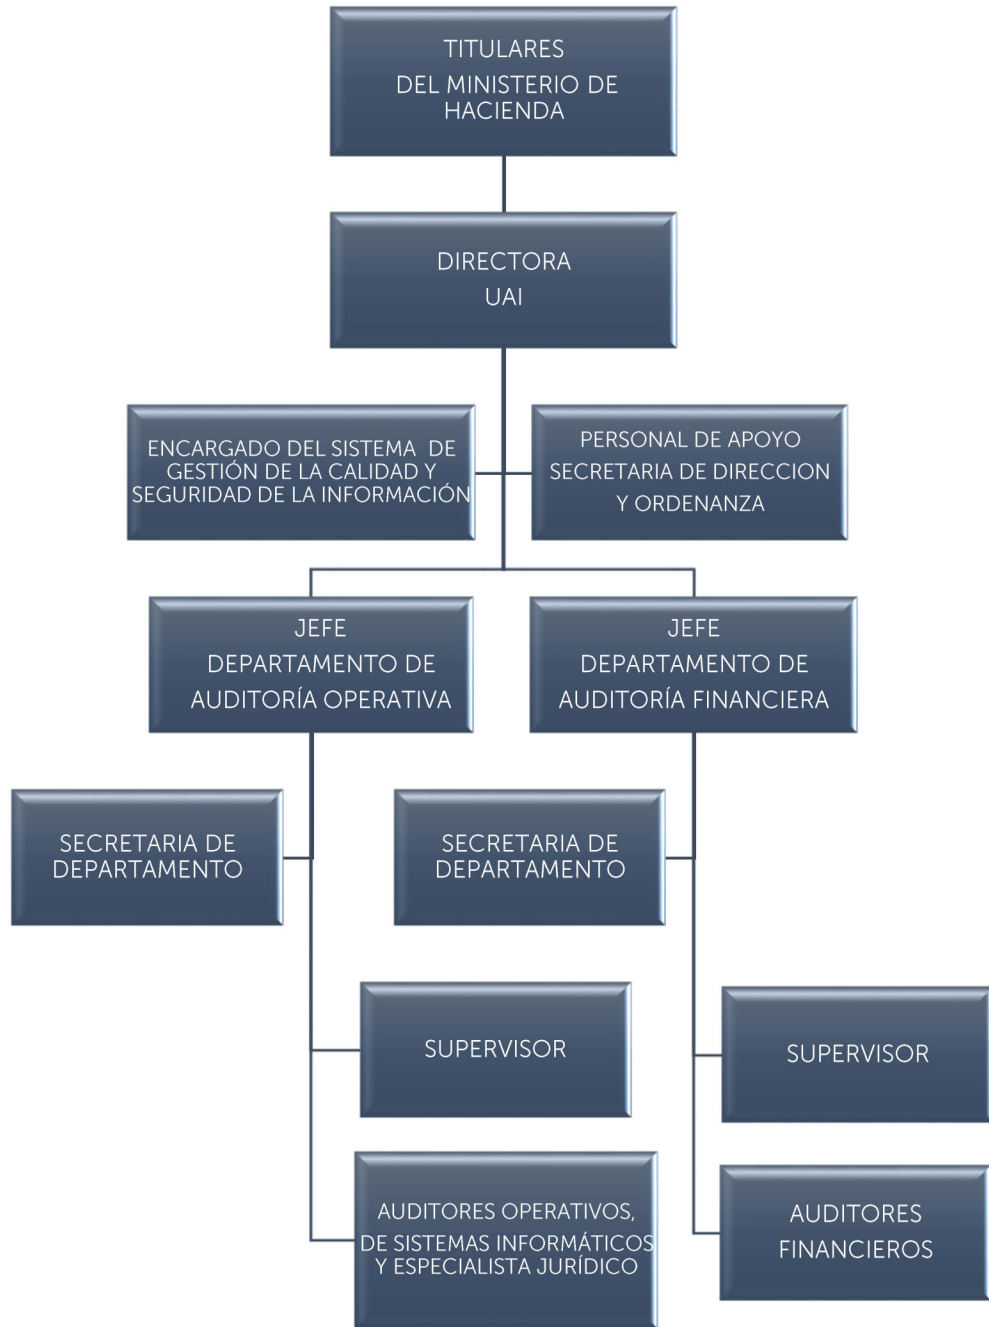 TITULARES
DEL MINISTERIO DE
HACIENDA
DIRECTORA
UAI
ENCARGADO DEL SISTEMA DE
GESTIÓN DE LA CALIDAD Y
SEGURIDAD DE LA INFORMACIÓN
PERSONAL DE APOYO
SECRETARIA DE DIRECCION
Y ORDENANZA
JEFE
DEPARTAMENTO DE
AUDITORÍA OPERATIVA
JEFE
DEPARTAMENTO DE
AUDITORÍA FINANCIERA
SECRETARIA DE
DEPARTAMENTO
SECRETARIA DE
DEPARTAMENTO
SUPERVISOR
SUPERVISOR
AUDITORES OPERATIVOS,
DE SISTEMAS INFORMÁTICOS
Y ESPECIALISTA JURÍDICO
AUDITORES
FINANCIEROS